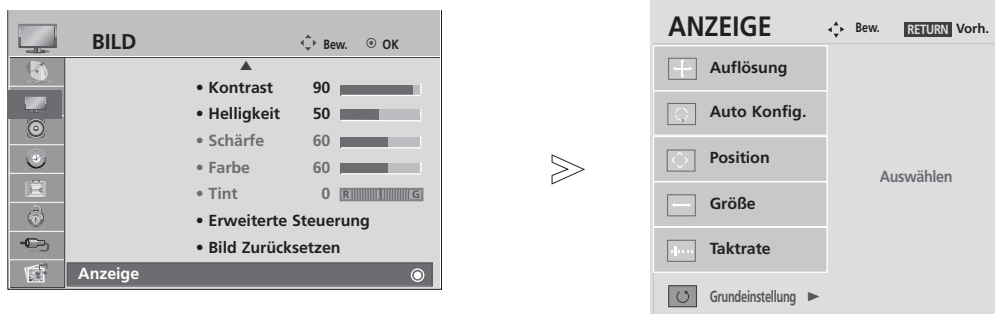 BILD Bew. OK
• Kontrast 90
• Helligkeit 50
• Schärfe 60
• Farbe 60
• Tint 0 R G
• Erweiterte Steuerung
• Bild Zurücksetzen
Anzeige
ANZEIGE Bew. RETURN Vorh.
Auflösung
Auto Konfig.
Position
Auswählen
Größe
Taktrate
Grundeinstellung